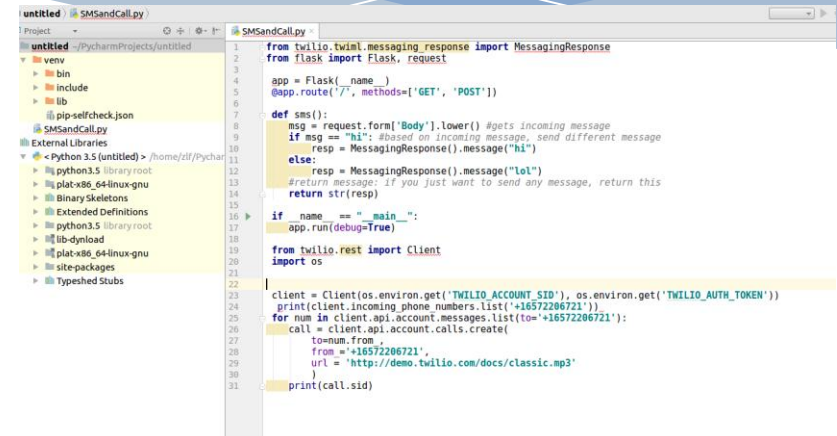 untitled SMSandCall.py
Project
untitled ~/PycharmProjects/untitled
venv
bin
include
lib
pip-selfcheck.json
SMSandCall.py
External Libraries
< Python 3.5 (untitled) > /home/zlf/Pychar
python3.5 library root
plat-x86_64-linux-gnu
Binary Skeletons
Extended Definitions
python3.5 library root
lib-dynload
plat-x86_64-linux-gnu
site-packages
Typeshed Stubs
SMSandCall.py
1 from twilio.twiml.messaging_response import MessagingResponse
2 from flask import Flask, request
3
4 app = Flask(__name__)
5 @app.route('/', methods=['GET', 'POST'])
6
7 def sms():
8 msg = request.form['Body'].lower() #gets incoming message
9 if msg == "hi": #based on incoming message, send different message
10 resp = MessagingResponse().message("hi")
11 else:
12 resp = MessagingResponse().message("lol")
13 #return message: if you just want to send any message, return this
14 return str(resp)
15
16 if __name__ == "__main__":
17 app.run(debug=True)
18
19 from twilio.rest import Client
20 import os
21
22
23 client = Client(os.environ.get('TWILIO_ACCOUNT_SID'), os.environ.get('TWILIO_AUTH_TOKEN'))
24 print(client.incoming_phone_numbers.list('+16572206721'))
25 for num in client.api.account.messages.list(to='+16572206721'):
26 call = client.api.account.calls.create(
27 to=num.from_,
28 from_='+16572206721',
29 url = 'http://demo.twilio.com/docs/classic.mp3'
30 )
31 print(call.sid)